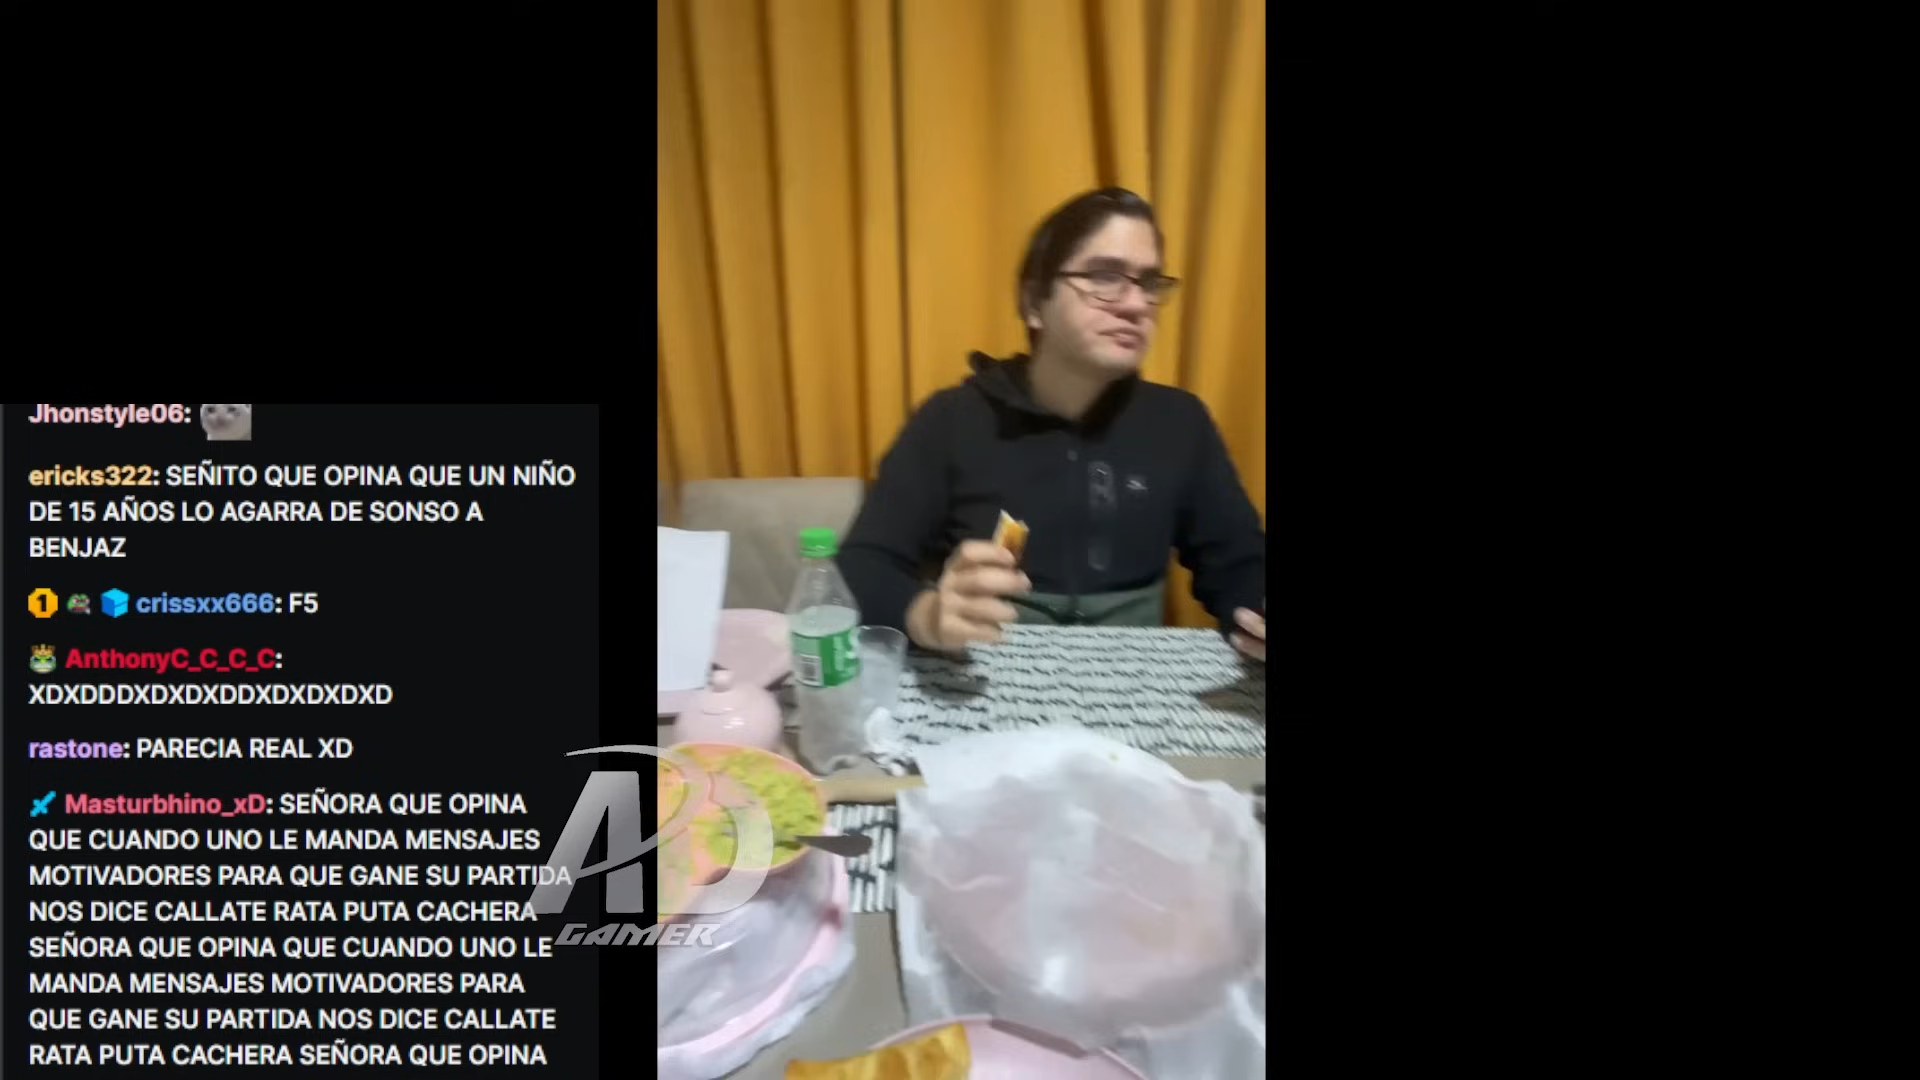 Jhonstyle06:
ericks322: SEÑITO QUE OPINA QUE UN NIÑO
DE 15 AÑOS LO AGARRA DE SONSO A
BENJAZ
1 crissxx666: F5
AnthonyC_C_C_C:
XDXDDDXDXDXDDXDXDXDXD
rastone: PARECIA REAL XD
Masturbhino_xD: SEÑORA QUE OPINA
QUE CUANDO UNO LE MANDA MENSAJES
MOTIVADORES PARA QUE GANE SU PARTIDA
NOS DICE CALLATE RATA PUTA CACHERA
SEÑORA QUE OPINA QUE CUANDO UNO LE
MANDA MENSAJES MOTIVADORES PARA
QUE GANE SU PARTIDA NOS DICE CALLATE
RATA PUTA CACHERA SEÑORA QUE OPINA
AD
GAMER